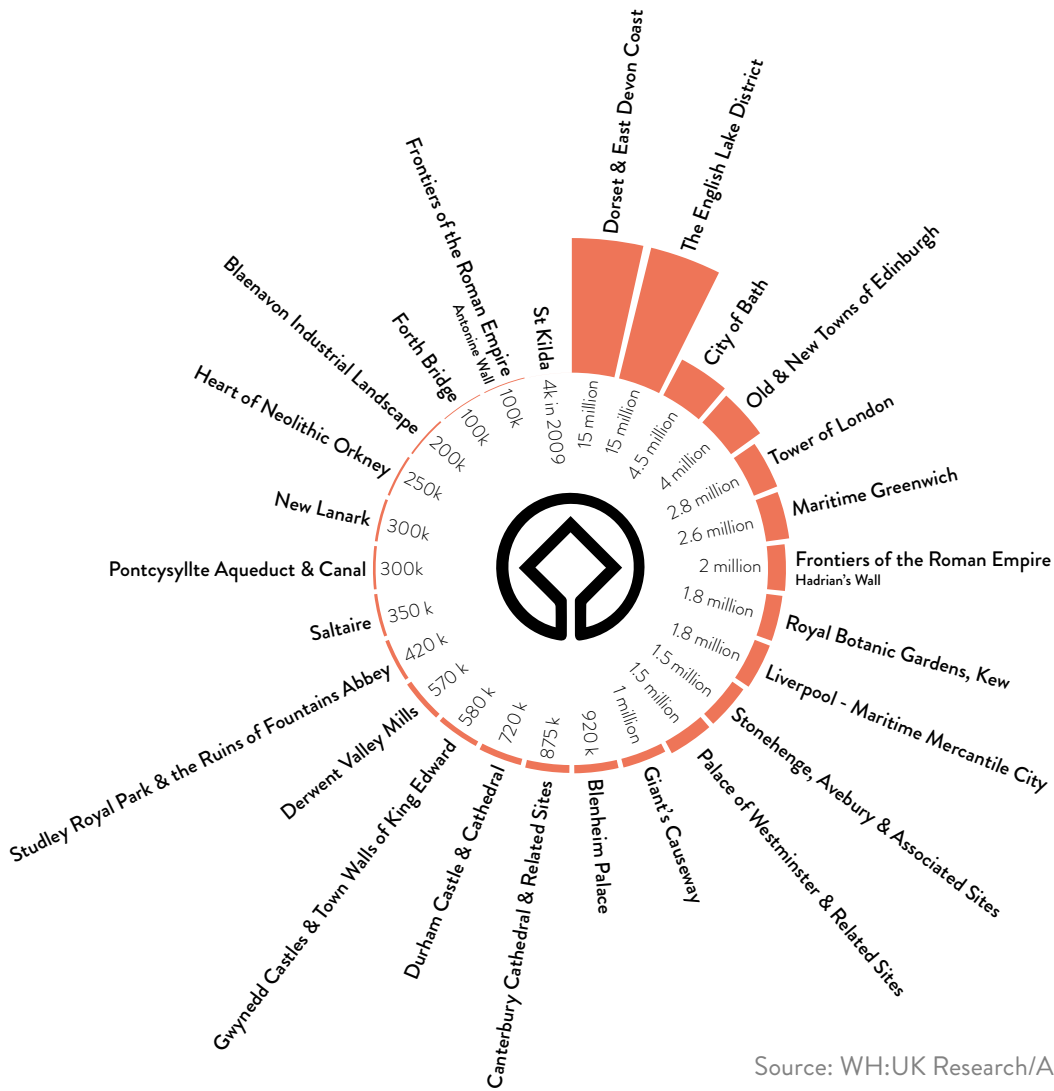 Dorset & East Devon Coast
15 million
The English Lake District
15 million
City of Bath
4.5 million
Old & New Towns of Edinburgh
4 million
Tower of London
2.8 million
Maritime Greenwich
2.6 million
Frontiers of the Roman Empire
Hadrian's Wall
2 million
Royal Botanic Gardens, Kew
1.8 million
Liverpool - Maritime Mercantile City
1.8 million
Stonehenge, Avebury & Associated Sites
1.5 million
Palace of Westminster & Related Sites
1.5 million
Giant's Causeway
1 million
Blenheim Palace
920 k
Canterbury Cathedral & Related Sites
875 k
Durham Castle & Cathedral
720 k
Gwynedd Castles & Town Walls of King Edward
580 k
Derwent Valley Mills
570 k
Studley Royal Park & the Ruins of Fountains Abbey
420 k
Saltaire
350 k
Pontcysyllte Aqueduct & Canal
300k
New Lanark
300k
Heart of Neolithic Orkney
250k
Blaenavon Industrial Landscape
200k
Forth Bridge
100k
Frontiers of the Roman Empire
Antonine Wall
100k
St Kilda
4k in 2009
Source: WH:UK Research/A